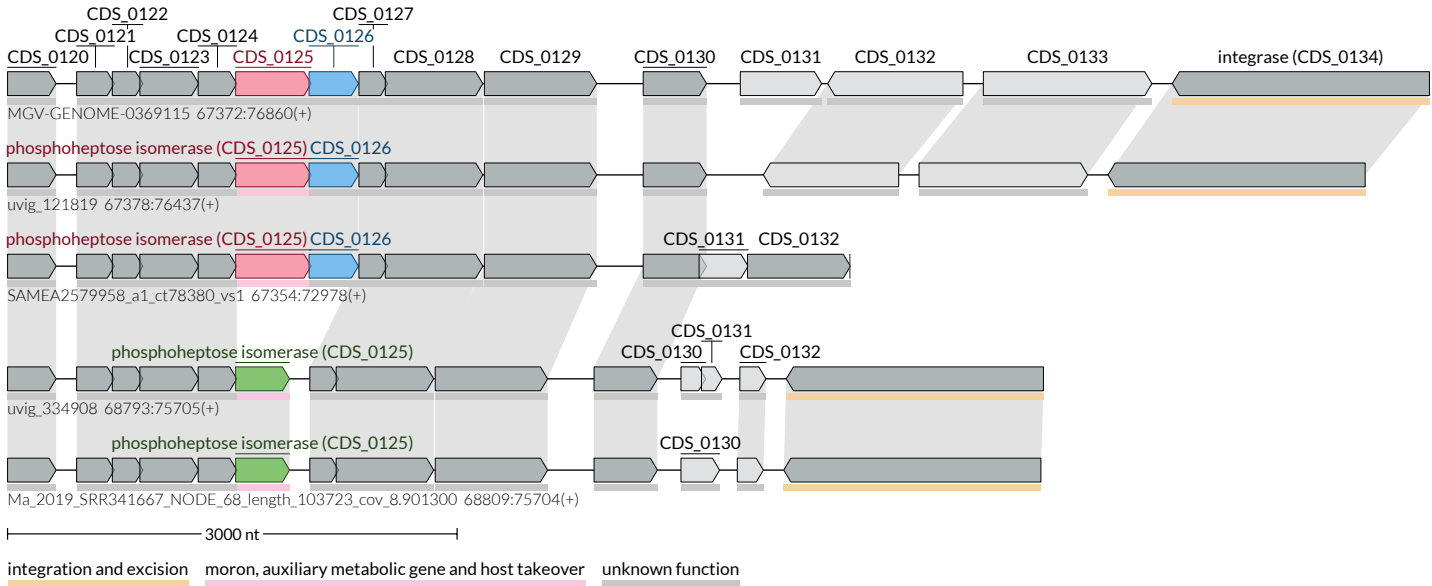 CDS_0122 CDS_0127
CDS_0121 CDS_0124 CDS_0126
CDS_0120 CDS_0123 CDS_0125 CDS_0128 CDS_0129 CDS_0130 CDS_0131 CDS_0132 CDS_0133 integrase (CDS_0134)
MGV-GENOME-0369115 67372:76860(+)
phosphoheptose isomerase (CDS_0125) CDS_0126
uvig_121819 67378:76437(+)
phosphoheptose isomerase (CDS_0125) CDS_0126 CDS_0131 CDS_0132
SAMEA2579958_a1_ct78380_vs1 67354:72978(+)
CDS_0131
phosphoheptose isomerase (CDS_0125) CDS_0130 CDS_0132
uvig_334908 68793:75705(+)
phosphoheptose isomerase (CDS_0125) CDS_0130
Ma_2019_SRR341667_NODE_68_length_103723_cov_8.901300 68809:75704(+)
3000 nt
integration and excision moron, auxiliary metabolic gene and host takeover unknown function